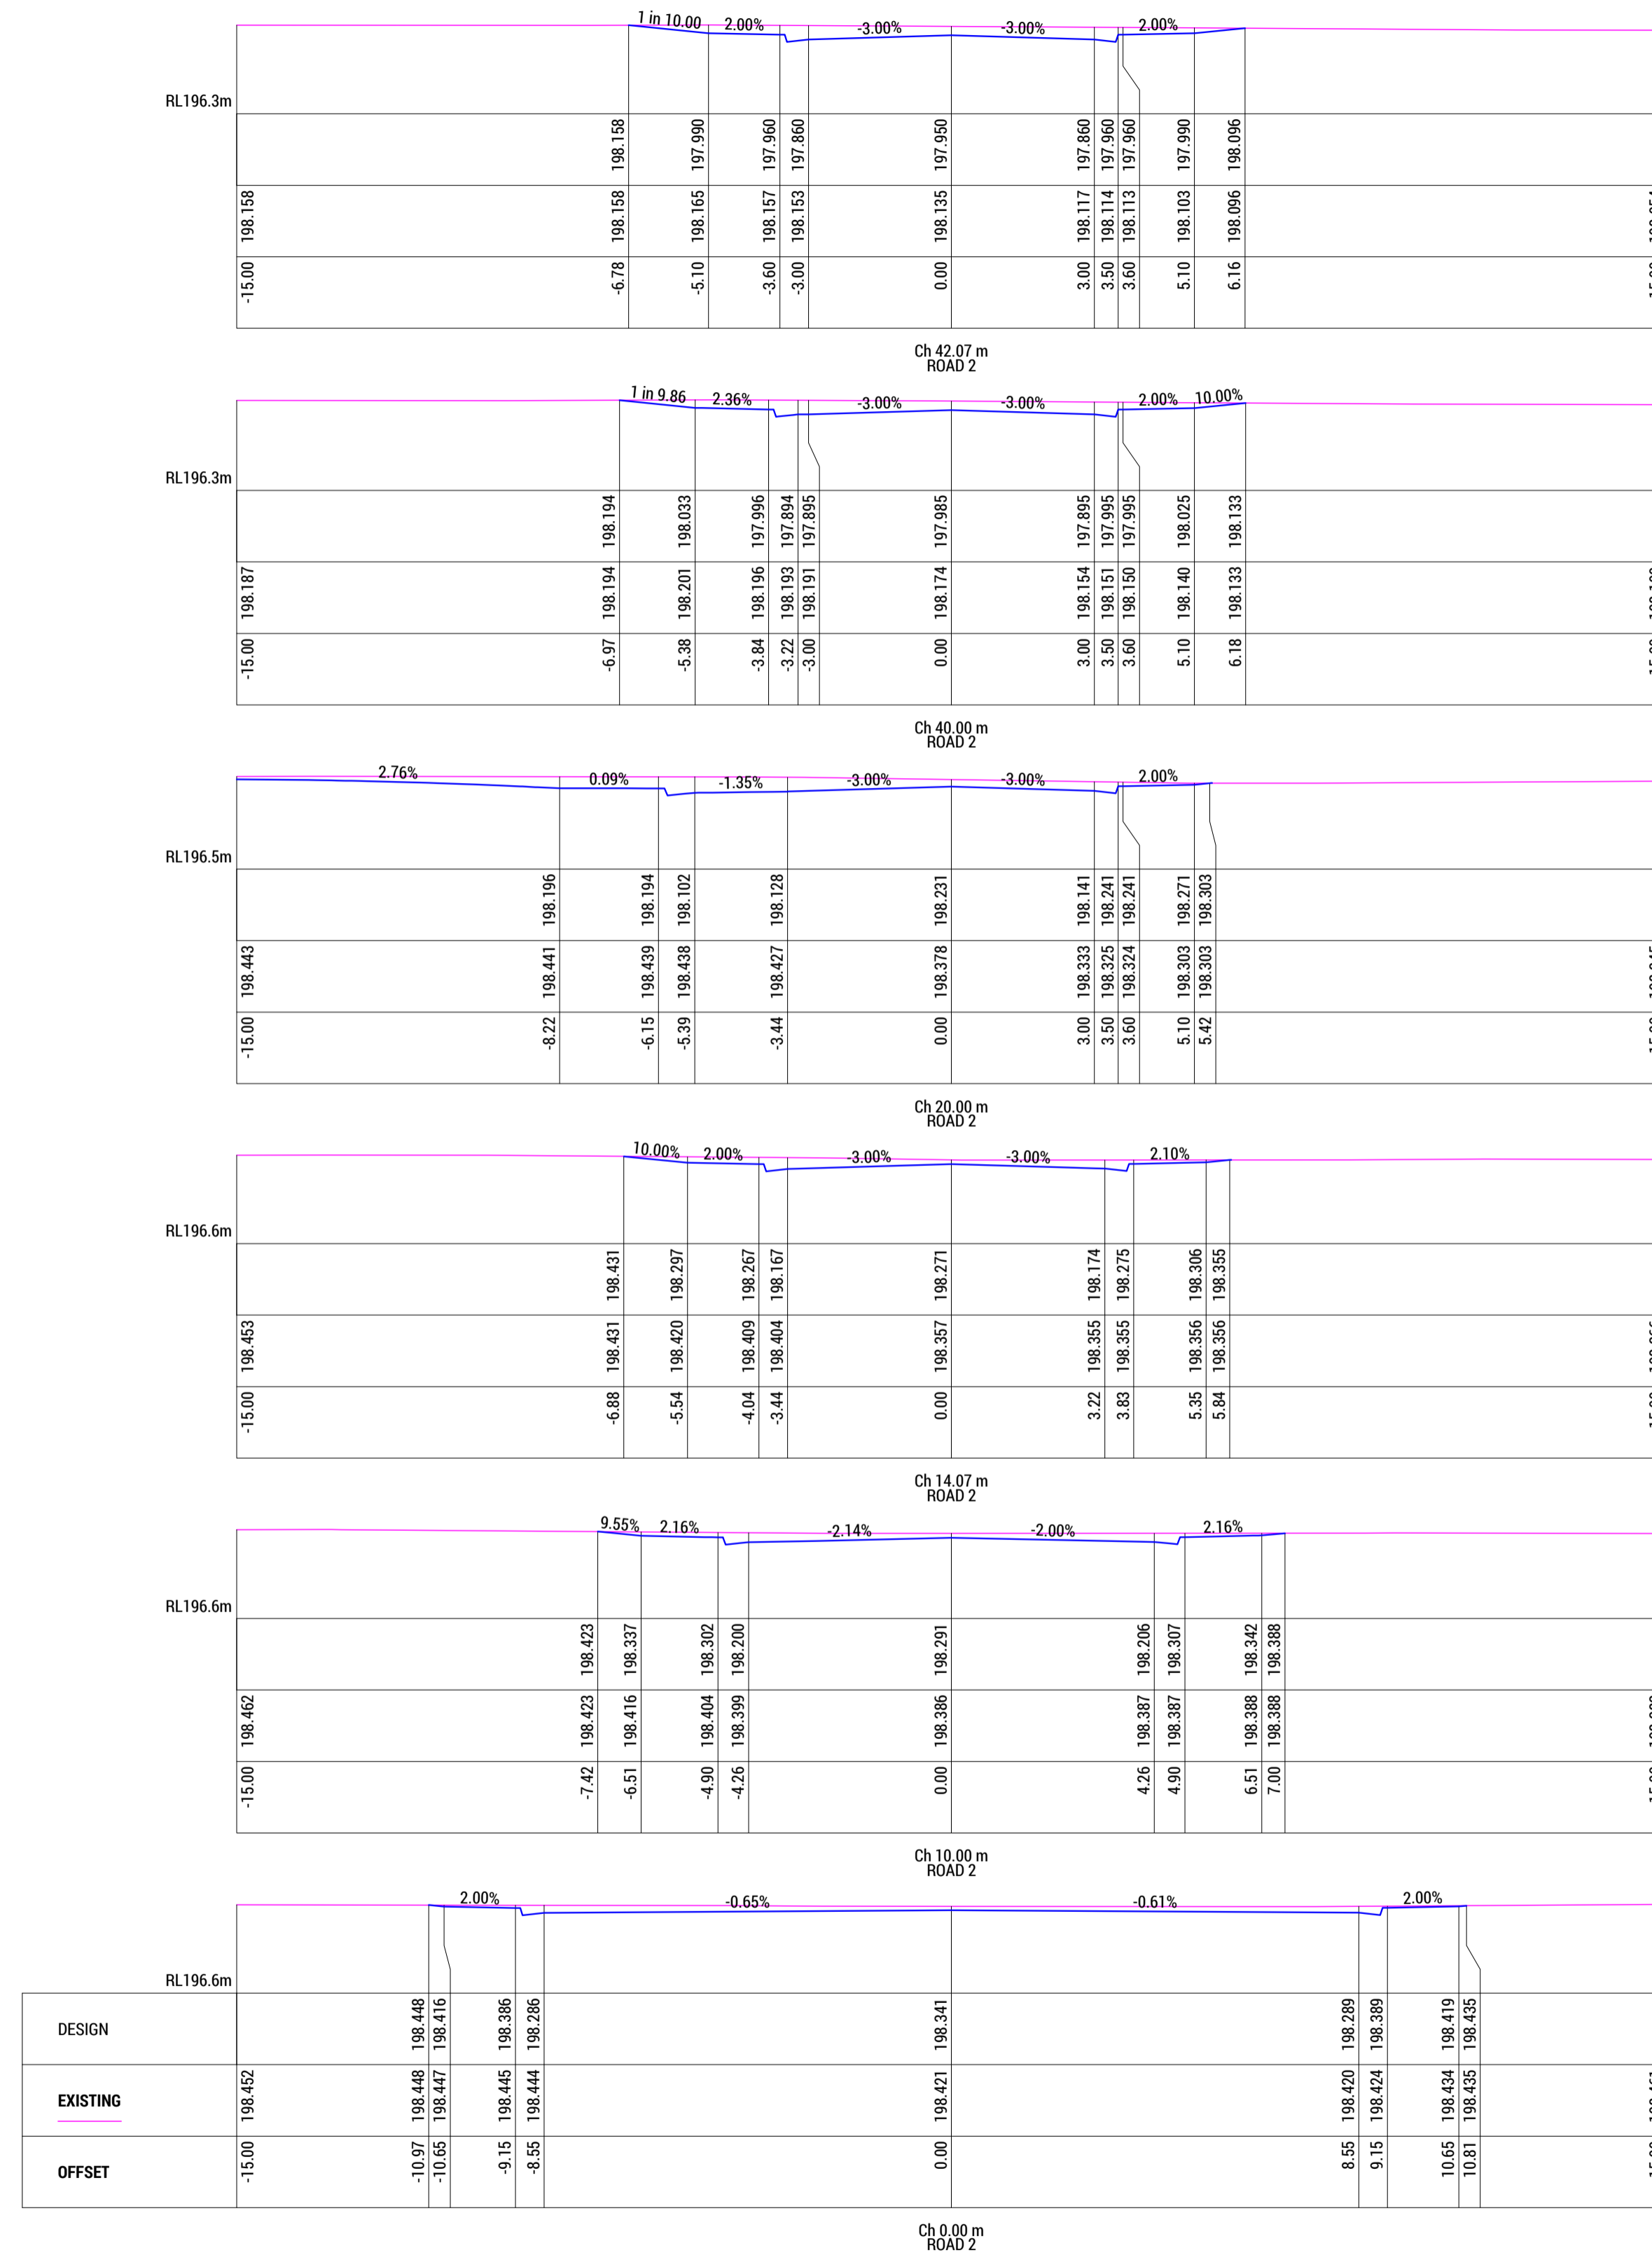 1 in 10.00 2.00% -3.00% -3.00% 2.00%
RL196.3m
198.158 197.990 197.960 197.860 197.950 197.860 197.960 197.960 197.990 198.096
198.158 198.158 198.165 198.157 198.153 198.135 198.117 198.114 198.113 198.103 198.096
-15.00 -6.78 -5.10 -3.60 -3.00 0.00 3.00 3.50 3.60 5.10 6.16
Ch 42.07 m
ROAD 2
1 in 9.86 2.36% -3.00% -3.00% 2.00% 10.00%
RL196.3m
198.194 198.033 197.996 197.894 197.895 197.985 197.895 197.995 197.995 198.025 198.133
198.187 198.194 198.201 198.196 198.193 198.191 198.174 198.154 198.151 198.150 198.140 198.133
-15.00 -6.97 -5.38 -3.84 -3.22 -3.00 0.00 3.00 3.50 3.60 5.10 6.18
Ch 40.00 m
ROAD 2
2.76% 0.09% -1.35% -3.00% -3.00% 2.00%
RL196.5m
198.196 198.194 198.102 198.128 198.231 198.141 198.241 198.241 198.271 198.303
198.443 198.441 198.439 198.438 198.427 198.378 198.333 198.325 198.324 198.303 198.303
-15.00 -8.22 -6.15 -5.39 -3.44 0.00 3.00 3.50 3.60 5.10 5.42
Ch 20.00 m
ROAD 2
10.00% 2.00% -3.00% -3.00% 2.10%
RL196.6m
198.431 198.297 198.267 198.167 198.271 198.174 198.275 198.306 198.355
198.453 198.431 198.420 198.409 198.404 198.357 198.355 198.355 198.356 198.356
-15.00 -6.88 -5.54 -4.04 -3.44 0.00 3.22 3.83 5.35 5.84
Ch 14.07 m
ROAD 2
9.55% 2.16% -2.14% -2.00% 2.16%
RL196.6m
198.423 198.337 198.302 198.200 198.291 198.206 198.307 198.342 198.388
198.462 198.423 198.416 198.404 198.399 198.386 198.387 198.387 198.388 198.388
-15.00 -7.42 -6.51 -4.90 -4.26 0.00 4.26 4.90 6.51 7.00
Ch 10.00 m
ROAD 2
2.00% -0.65% -0.61% 2.00%
RL196.6m
DESIGN 198.448 198.416 198.386 198.286 198.341 198.289 198.389 198.419 198.435
EXISTING 198.452 198.448 198.447 198.445 198.444 198.421 198.420 198.424 198.434 198.435
OFFSET -15.00 -10.97 -10.65 -9.15 -8.55 0.00 8.55 9.15 10.65 10.81
Ch 0.00 m
ROAD 2